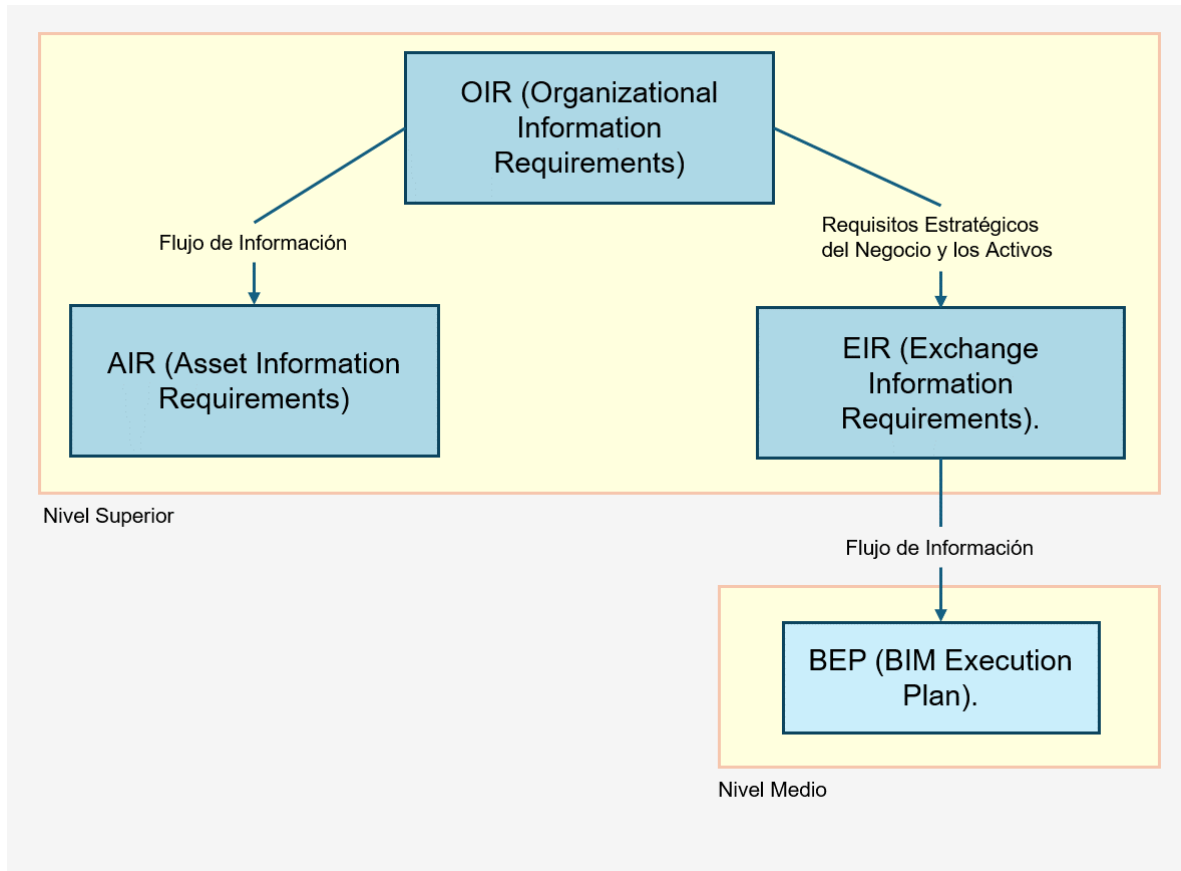 OIR (Organizational
Information
Requirements)
Flujo de Información
Requisitos Estratégicos
del Negocio y los Activos
AIR (Asset Information
Requirements)
EIR (Exchange
Information
Requirements).
Nivel Superior
Flujo de Información
BEP (BIM Execution
Plan).
Nivel Medio